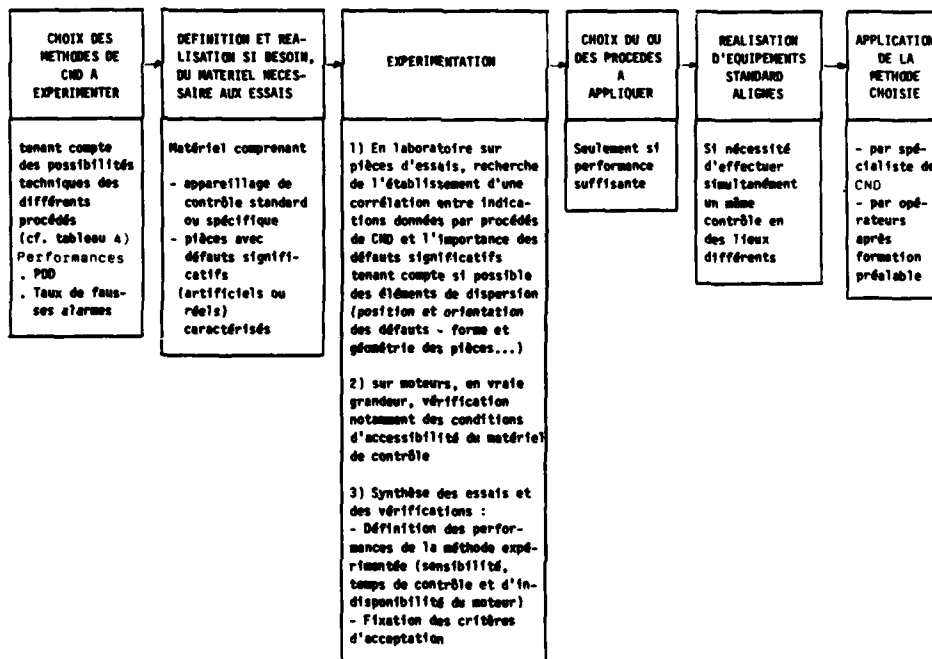 CHOIX DES
METHODES DE
CND A
EXPERIMENTER
tenant compte
des possibilités
techniques des
différents
procédés
(cf. tableau 4)
Performances
. PDD
. Taux de faus-
ses alarmes
DEFINITION ET REA-
LISATION SI BESOIN,
DU MATERIEL NECES-
SAIRE AUX ESSAIS
Matériel comprenant
- appareillage de
contrôle standard
ou spécifique
- pièces avec
défauts signifi-
catifs
(artificiels ou
réels)
caractérisés
EXPERIMENTATION
1) En laboratoire sur
pièces d'essais, recherche
de l'établissement d'une
corrélation entre indica-
tions données par procédés
de CND et l'importance des
défauts significatifs
tenant compte si possible
des éléments de dispersion
(position et orientation
des défauts - forme et
géométrie des pièces...)
2) sur moteurs, en vraie
grandeur, vérification
notamment des conditions
d'accessibilité du matériel
de contrôle
3) Synthèse des essais et
des vérifications :
- Définition des perfor-
mances de la méthode expé-
rimentée (sensibilité,
temps de contrôle et d'in-
disponibilité du moteur)
- Fixation des critères
d'acceptation
CHOIX DU OU
DES PROCEDES
A
APPLIQUER
Seulement si
performance
suffisante
REALISATION
D'EQUIPEMENTS
STANDARD
ALIGNES
Si nécessité
d'effectuer
simultanément
un même
contrôle en
des lieux
différents
APPLICATION
DE LA
METHODE
CHOISIE
- par spé-
cialiste de
CND
- par opé-
rateurs
après
formation
préalable